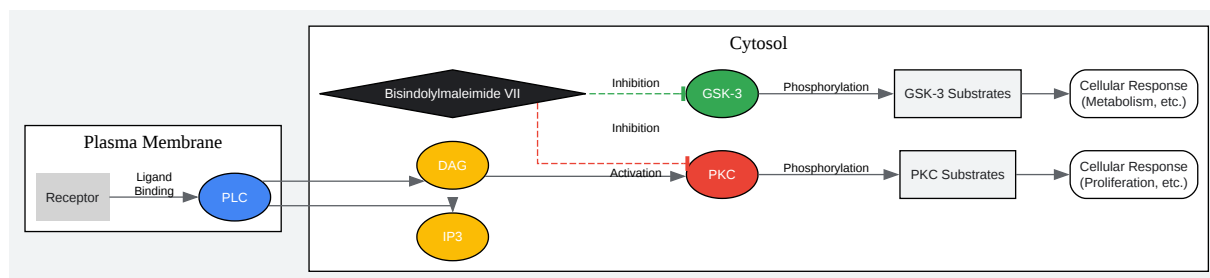 Cytosol
Bisindolylmaleimide VII
Inhibition
GSK-3
Phosphorylation
GSK-3 Substrates
Cellular Response
(Metabolism, etc.)
Inhibition
Plasma Membrane
Receptor
Ligand
Binding
PLC
DAG
Activation
PKC
Phosphorylation
PKC Substrates
Cellular Response
(Proliferation, etc.)
IP3